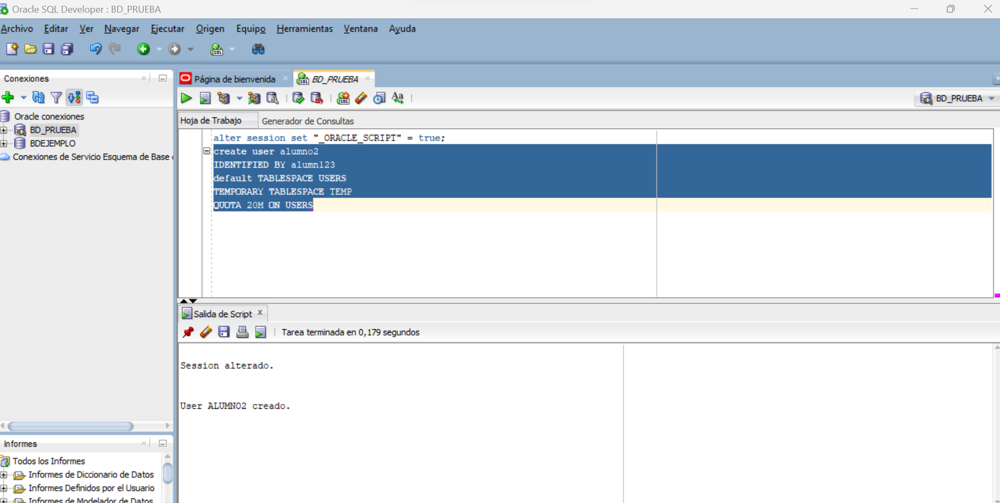 Oracle SQL Developer : BD_PRUEBA
Archivo Editar Ver Navegar Ejecutar Origen Equipo Herramientas Ventana Ayuda
SQL
Conexiones
Oracle conexiones
BD_PRUEBA
BDEJEMPLO
Conexiones de Servicio Esquema de Base
Página de bienvenida
BD_PRUEBA
BD_PRUEBA
Hoja de Trabajo
Generador de Consultas
alter session set "_ORACLE_SCRIPT" = true;
create user alumno2
IDENTIFIED BY alumn123
default TABLESPACE USERS
TEMPORARY TABLESPACE TEMP
QUOTA 20M ON USERS
Salida de Script
Tarea terminada en 0,179 segundos
Session alterado.
User ALUMNO2 creado.
Informes
Todos los Informes
Informes de Diccionario de Datos
Informes Definidos por el Usuario
Informes de Modelador de Datos